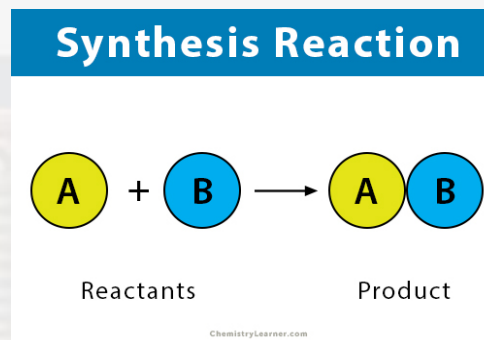 Synthesis Reaction
A + B → A B
Reactants Product
ChemistryLearner.com